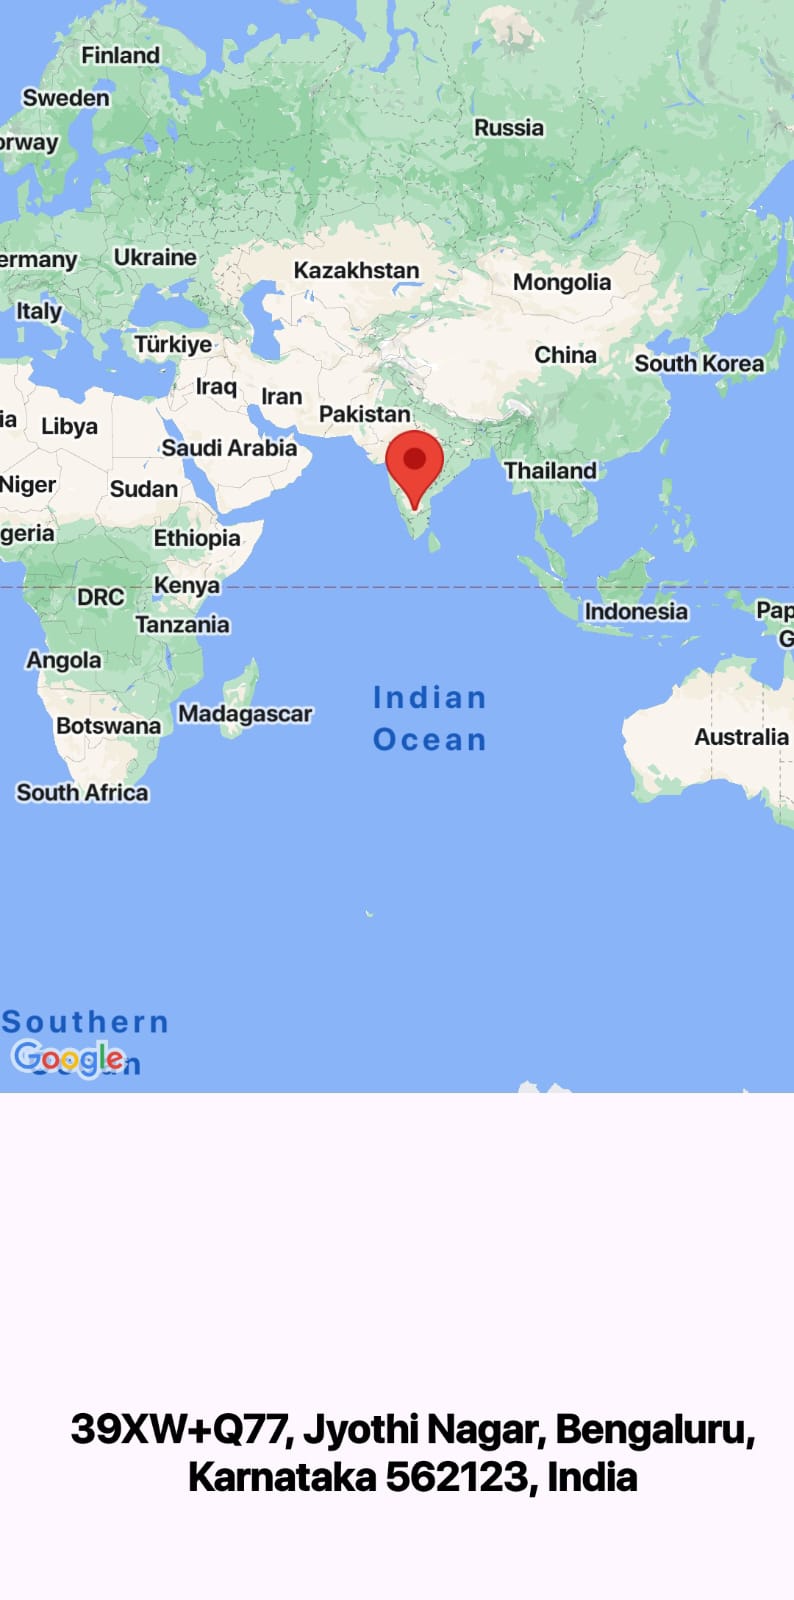 Finland
Sweden
orway
Russia
ermany
Ukraine
Kazakhstan
Mongolia
Italy
Türkiye
China
South Korea
Iraq
Iran
Pakistan
ia
Libya
Saudi Arabia
Thailand
Niger
Sudan
geria
Ethiopia
DRC
Kenya
Tanzania
Indonesia
Pap
G
Angola
Indian
Ocean
Madagascar
Botswana
Australia
South Africa
Southern
Google
n
39XW+Q77, Jyothi Nagar, Bengaluru,
Karnataka 562123, India